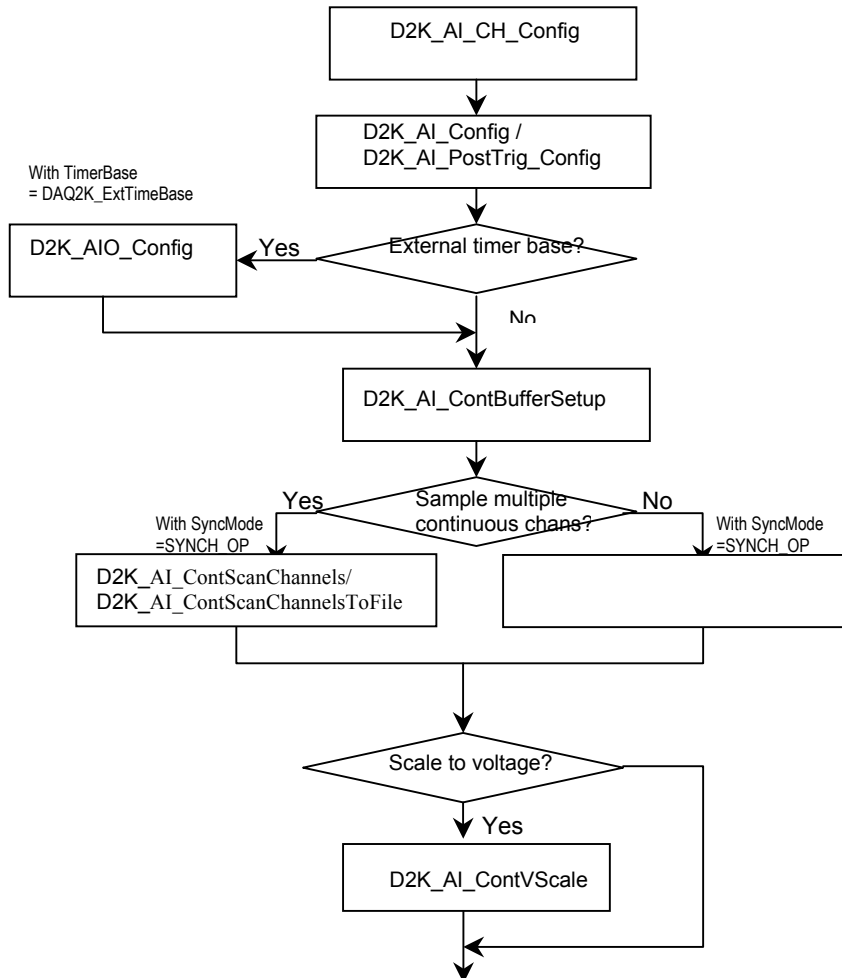 D2K_AI_CH_Config
D2K_AI_Config /
D2K_AI_PostTrig_Config
With TimerBase
= DAQ2K_ExtTimeBase
D2K_AIO_Config
Yes
External timer base?
No
D2K_AI_ContBufferSetup
Yes
Sample multiple
continuous chans?
No
With SyncMode
=SYNCH_OP
With SyncMode
=SYNCH_OP
D2K_AI_ContScanChannels/
D2K_AI_ContScanChannelsToFile
Scale to voltage?
Yes
D2K_AI_ContVScale